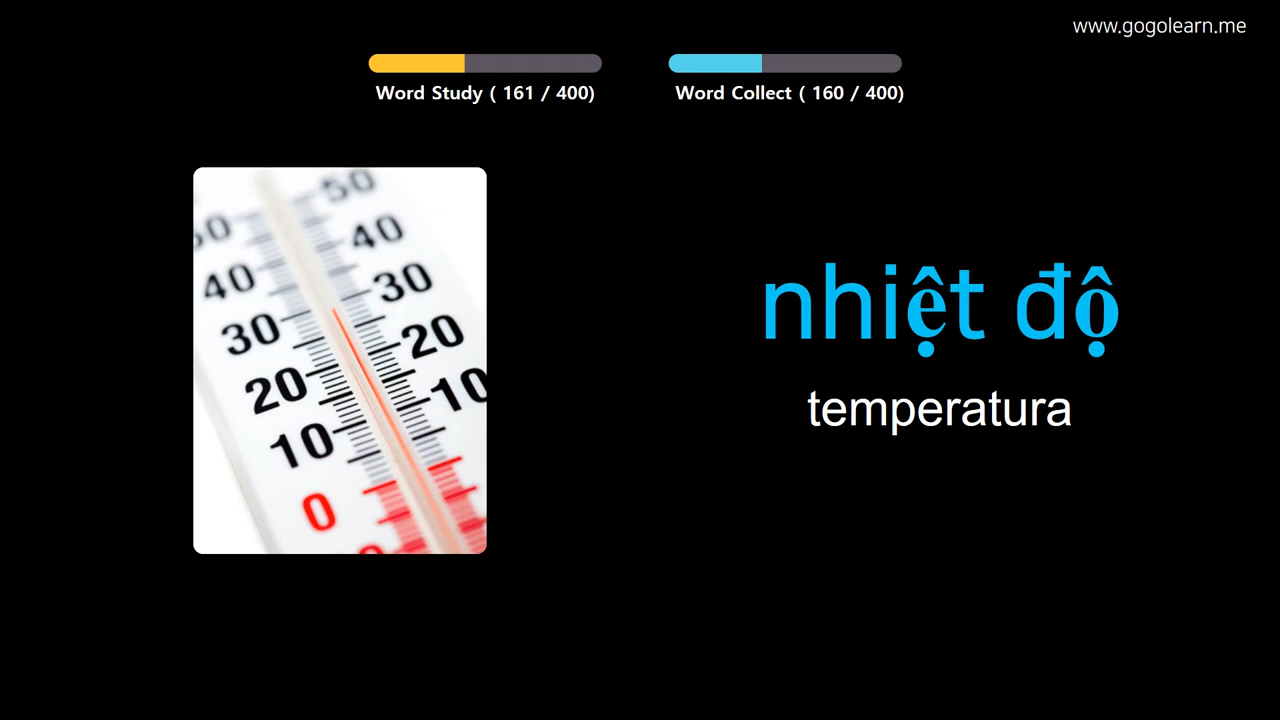 www.gogolearn.me
Word Study ( 161 / 400)
Word Collect ( 160 / 400)
50
40
40
30
30
20
20
10
10
0
nhiệt độ
temperatura